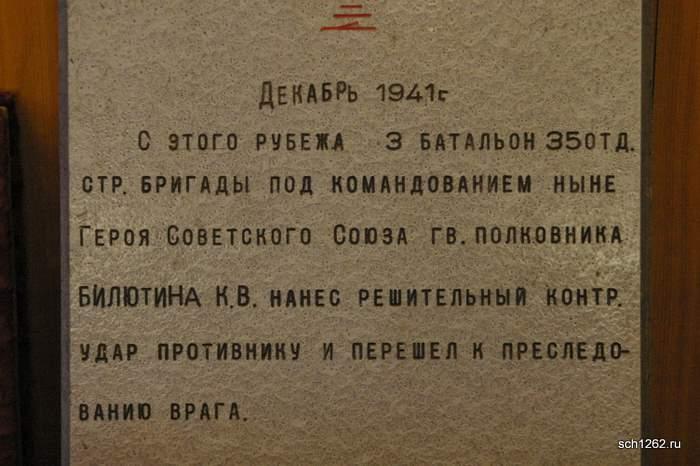 Декабрь 1941г
С этого рубежа 3 батальон 35отд.
стр. бригады под командованием ныне
Героя Советского Союза гв. полковника
Билютина К.В. нанес решительный контр.
удар противнику и перешел к преследо-
ванию врага.
sch1262.ru